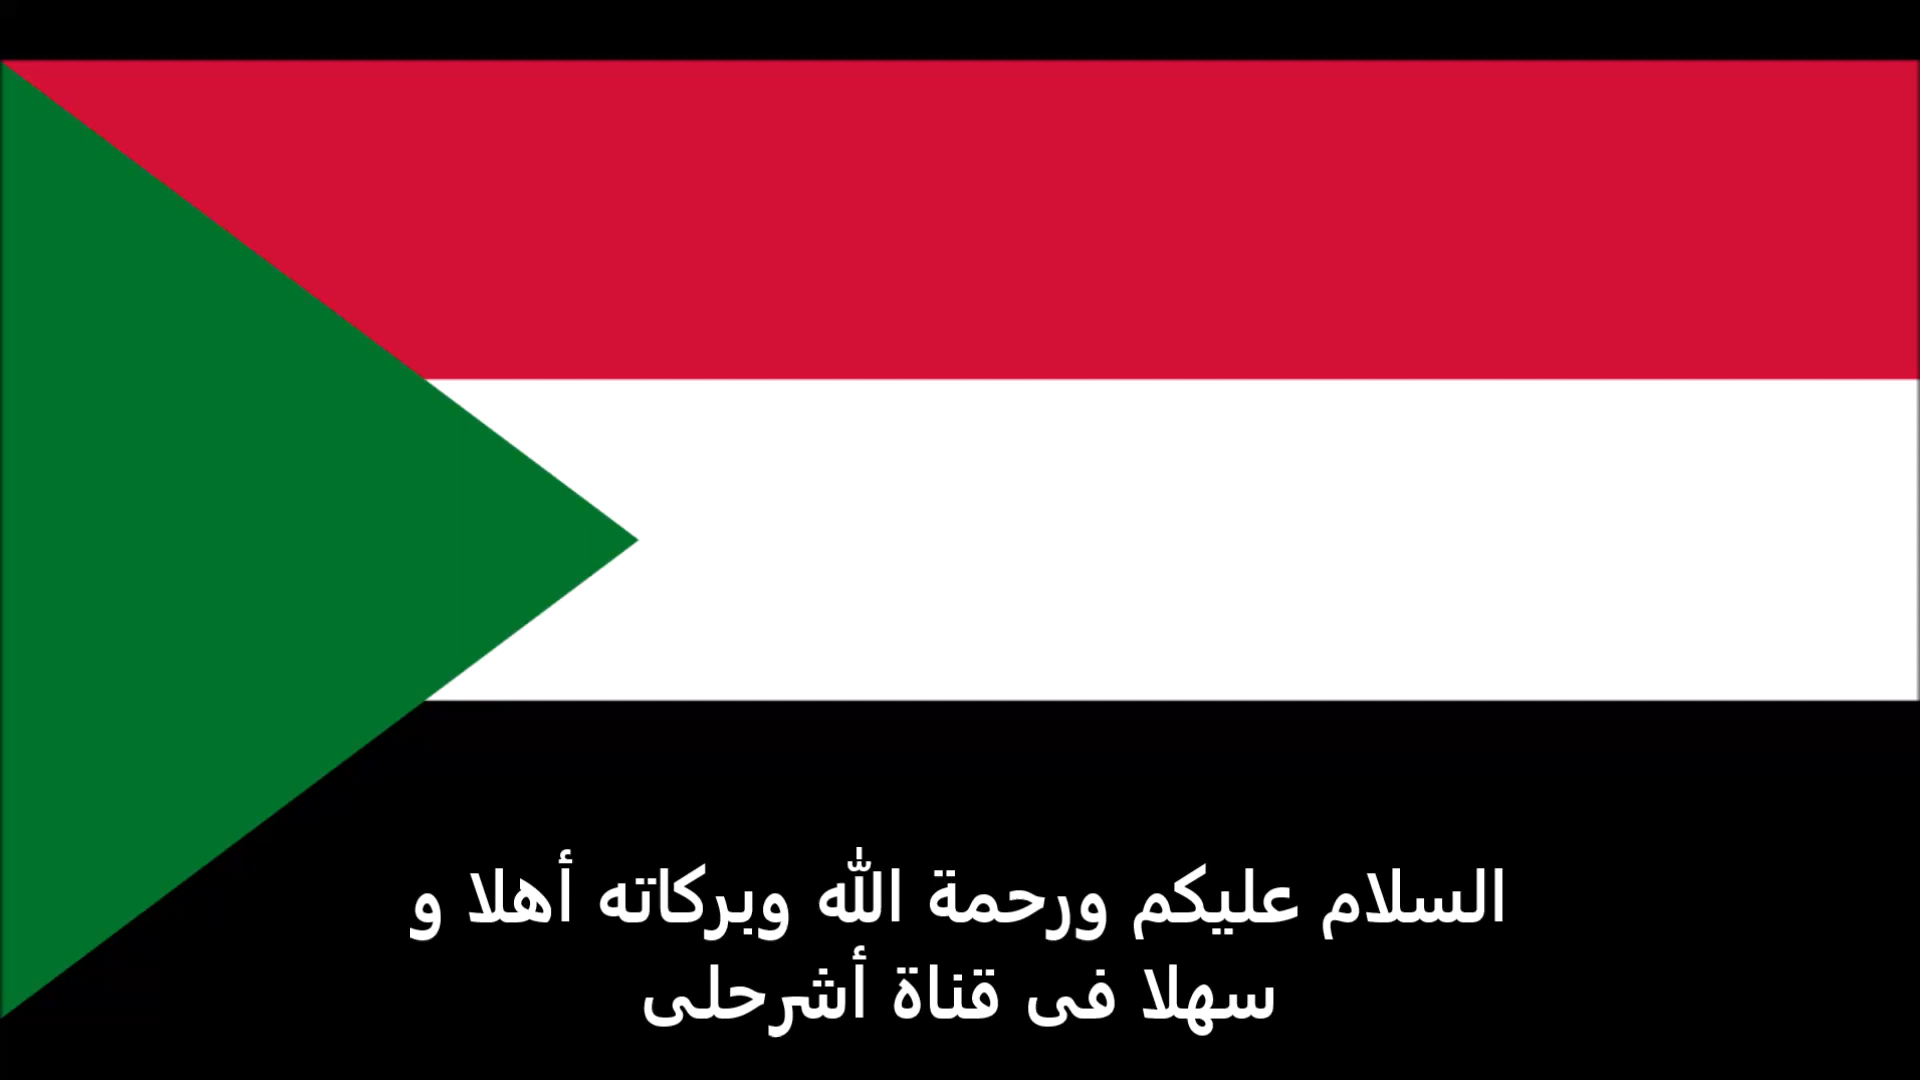 السلام عليكم ورحمة الله وبركاته أهلا و
سهلا فى قناة أشرحلى